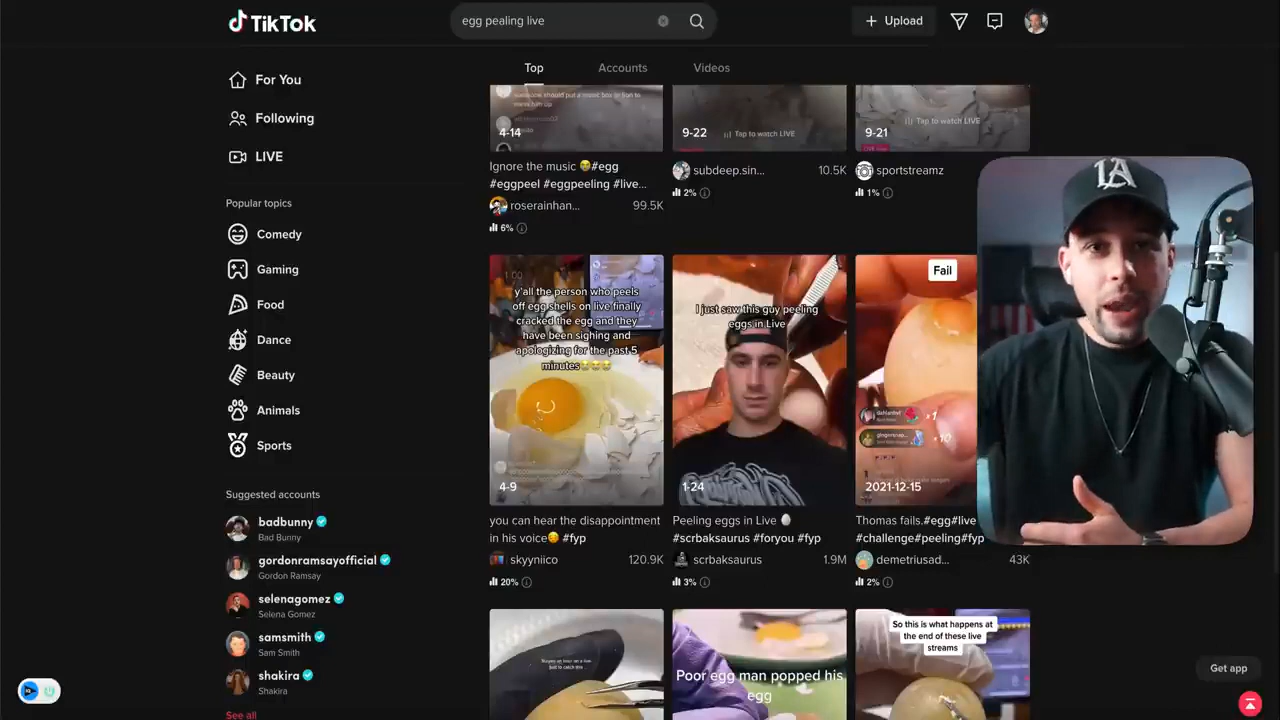 TikTok
egg pealing live
Upload
For You
Following
LIVE
Popular topics
Comedy
Gaming
Food
Dance
Beauty
Animals
Sports
Suggested accounts
badbunny
Bad Bunny
gordonramsayofficial
Gordon Ramsay
selenagomez
Selena Gomez
samsmith
Sam Smith
shakira
Shakira
See all
Top
Accounts
Videos
someone should put a music box or
4-14
Ignore the music 😭#egg
#eggpeel #eggpeeling #live...
roserainhan...
99.5K
6%
9-22
Tap to watch LIVE
subdeep.sin...
10.5K
2%
9-21
Tap to watch LIVE
sportstreamz
1%
1:00
y'all the person who peels
off egg shells on live finally
cracked the egg and they
have been sighing and
apologizing for the past 5
minutes😂😂😂
4-9
you can hear the disappointment
in his voice😔 #fyp
skyyniico
120.9K
20%
I just saw this guy peeling
eggs in Live
1-24
Peeling eggs in Live 🥚
#scrbaksaurus #foryou #fyp
scrbaksaurus
1.9M
3%
Fail
2021-12-15
Thomas fails.#egg#live
#challenge#peeling#fyp
demetriusad...
43K
2%
LA
Poor egg man popped his
egg
So this is what happens at
the end of these live
streams
Get app